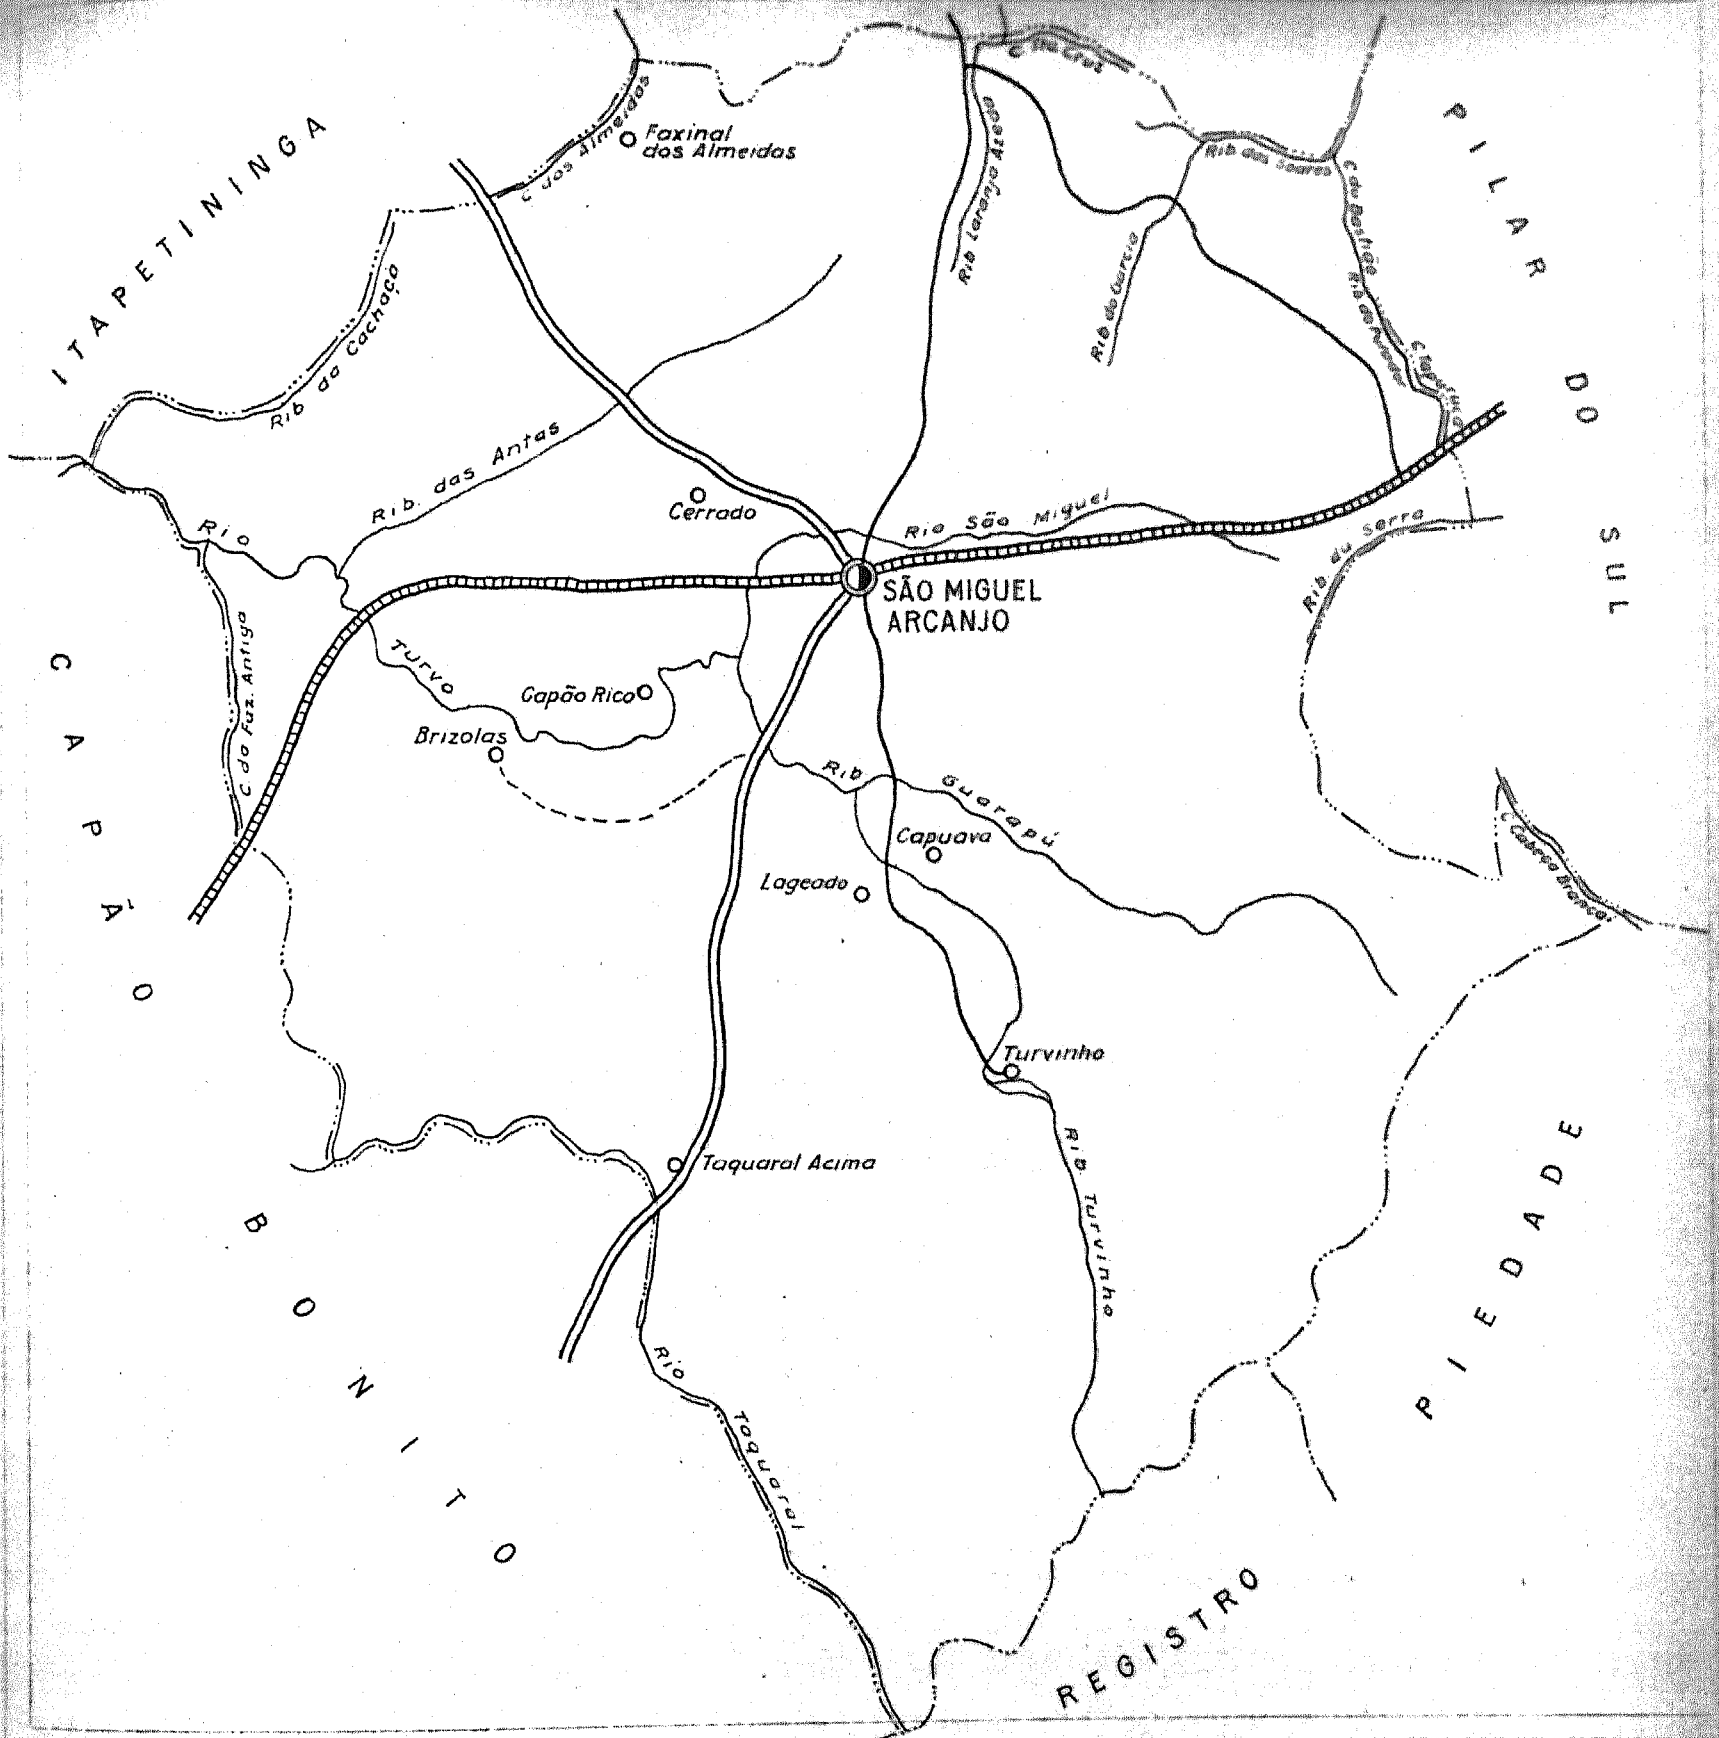 ITAPETININGA
PILAR DO SUL
CAPÃO BONITO
PIEDADE
REGISTRO
C. da Cruz
C. dos Almeidas
Faxinal
dos Almeidas
Rib Laranja Azeda
Rib dos Soares
Rib do Garcia
Rib da Cachaça
Rib. das Antas
Cerrado
Rio São Miguel
SÃO MIGUEL
ARCANJO
Rib da Serra
Rio Turvo
C. da Faz. Antiga
Capão Rico
Brizolas
Rib Guarapú
Capuava
Lageado
C Cabeça Branca
Turvinho
Rib. Turvinho
Taquaral Acima
Rio Taquaral